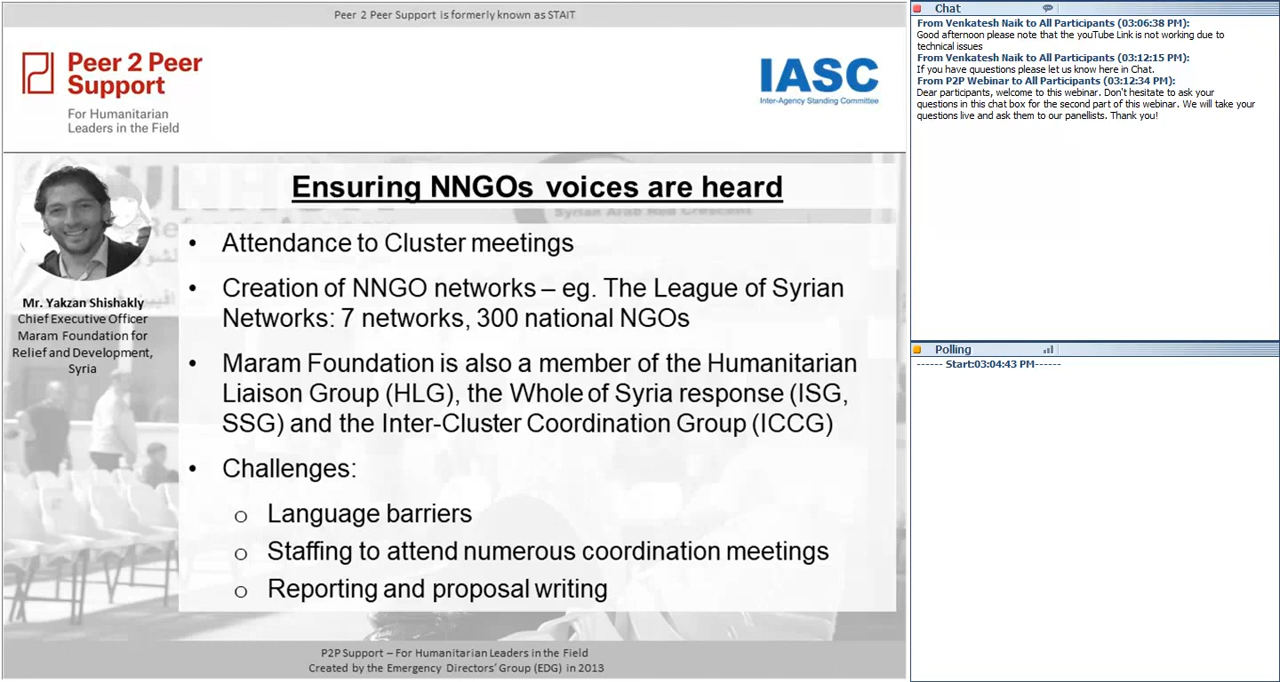 Peer 2 Peer Support is formerly known as STAIT
Peer 2 Peer
Support
For Humanitarian
Leaders in the Field
IASC
Inter-Agency Standing Committee
Ensuring NNGOs voices are heard
Syrian Arab Red Crescent
Mr. Yakzan Shishakly
Chief Executive Officer
Maram Foundation for
Relief and Development,
Syria
• Attendance to Cluster meetings
• Creation of NNGO networks – eg. The League of Syrian
Networks: 7 networks, 300 national NGOs
• Maram Foundation is also a member of the Humanitarian
Liaison Group (HLG), the Whole of Syria response (ISG,
SSG) and the Inter-Cluster Coordination Group (ICCG)
• Challenges:
o Language barriers
o Staffing to attend numerous coordination meetings
o Reporting and proposal writing
P2P Support – For Humanitarian Leaders in the Field
Created by the Emergency Directors' Group (EDG) in 2013
Chat
From Venkatesh Naik to All Participants (03:06:38 PM):
Good afternoon please note that the youTube Link is not working due to
technical issues
From Venkatesh Naik to All Participants (03:12:15 PM):
If you have quuestions please let us know here in Chat.
From P2P Webinar to All Participants (03:12:34 PM):
Dear participants, welcome to this webinar. Don't hesitate to ask your
questions in this chat box for the second part of this webinar. We will take your
questions live and ask them to our panellists. Thank you!
Polling
------ Start:03:04:43 PM------